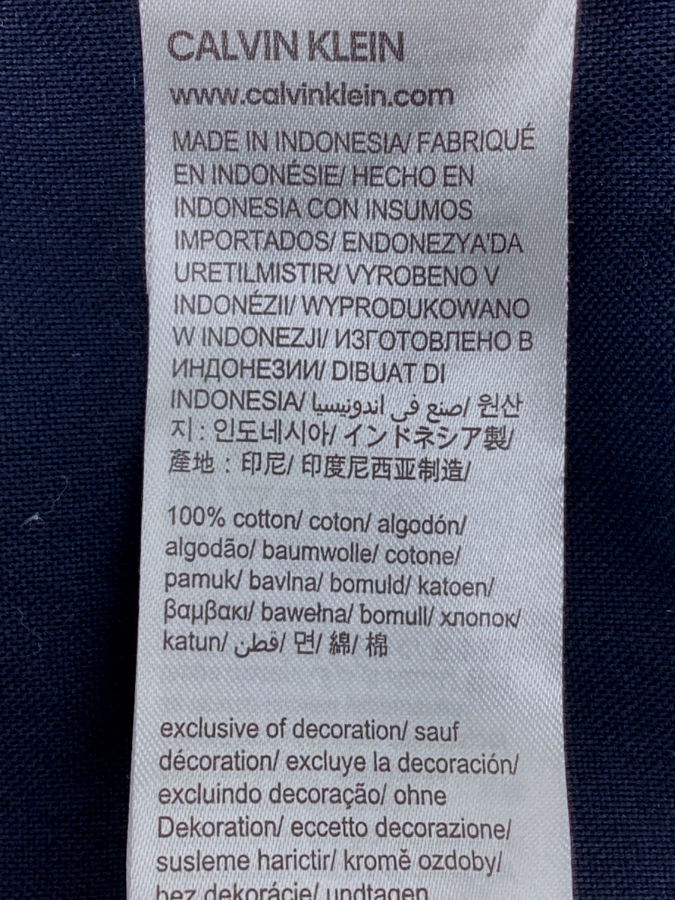 CALVIN KLEIN
www.calvinklein.com
MADE IN INDONESIA/ FABRIQUÉ
EN INDONÉSIE/ HECHO EN
INDONESIA CON INSUMOS
IMPORTADOS/ ENDONEZYA'DA
URETILMISTIR/ VYROBENO V
INDONÉZII/ WYPRODUKOWANO
W INDONEZJI/ ИЗГОТОВЛЕНО В
ИНДОНЕЗИИ/ DIBUAT DI
INDONESIA/ صنع في اندونيسيا/ 원산
지 : 인도네시아/ インドネシア製/
產地 : 印尼/ 印度尼西亚制造/
100% cotton/ coton/ algodón/
algodão/ baumwolle/ cotone/
pamuk/ bavlna/ bomuld/ katoen/
βαμβακι/ bawełna/ bomull/ хлопок/
katun/ قطن/ 면/ 綿/ 棉
exclusive of decoration/ sauf
décoration/ excluye la decoración/
excluindo decoração/ ohne
Dekoration/ eccetto decorazione/
susleme harictir/ kromě ozdoby/
bez dekorácie/ undtagen